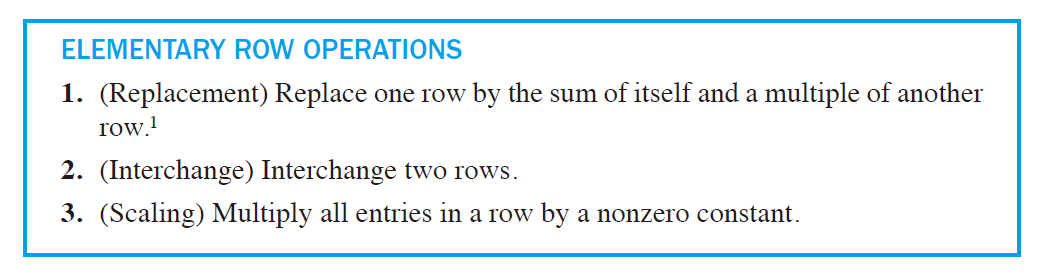 ELEMENTARY ROW OPERATIONS
1. (Replacement) Replace one row by the sum of itself and a multiple of another
row.¹
2. (Interchange) Interchange two rows.
3. (Scaling) Multiply all entries in a row by a nonzero constant.